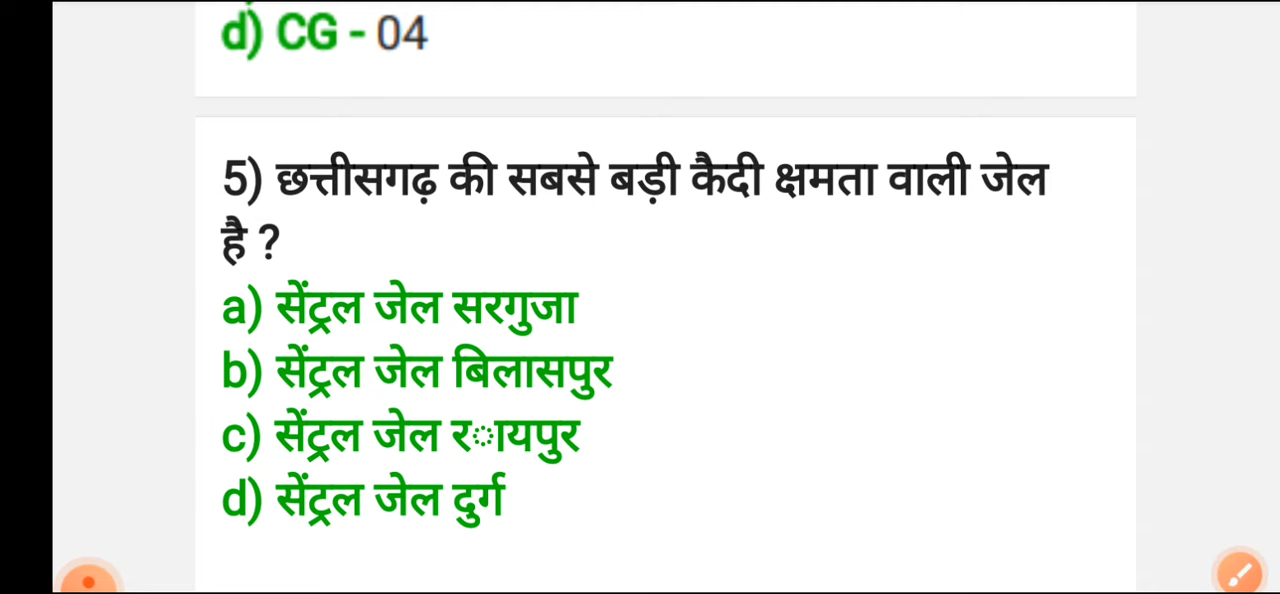 d) CG - 04
5) छत्तीसगढ़ की सबसे बड़ी कैदी क्षमता वाली जेल
है ?
a) सेंट्रल जेल सरगुजा
b) सेंट्रल जेल बिलासपुर
c) सेंट्रल जेल र◌ायपुर
d) सेंट्रल जेल दुर्ग